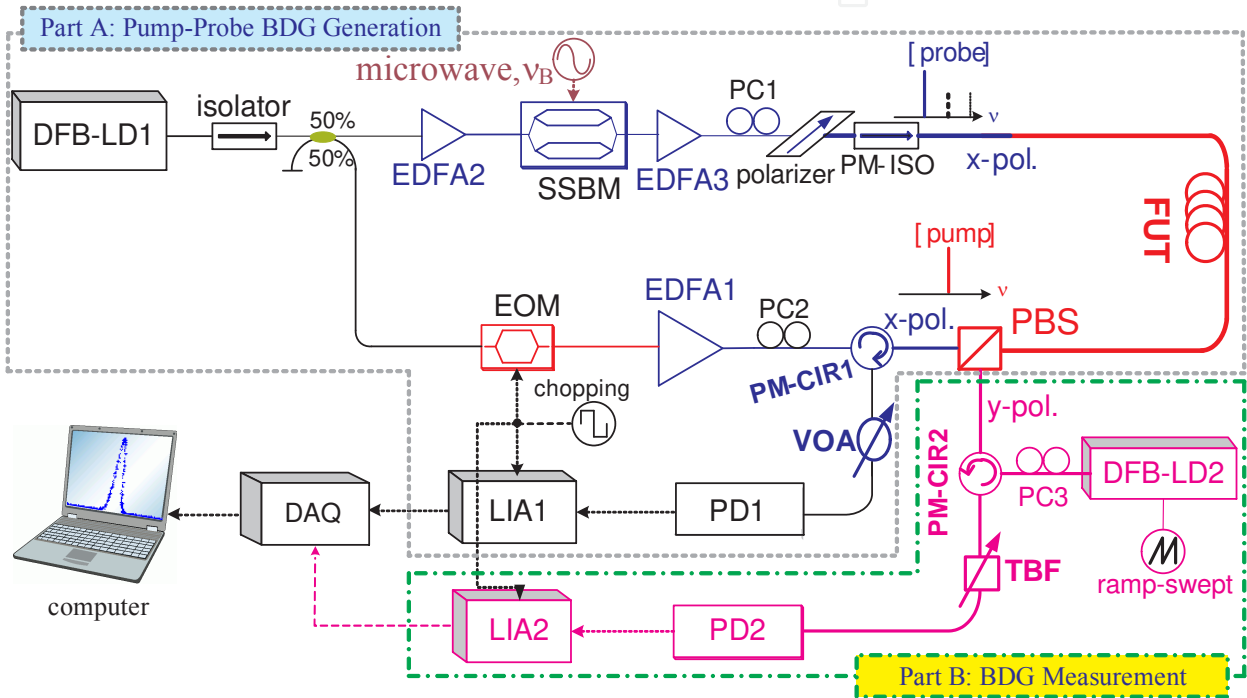 Part A: Pump-Probe BDG Generation
microwave, νB
[ probe]
PC1
isolator
50%
50%
DFB-LD1
EDFA2
SSBM
EDFA3
polarizer
PM-ISO
ν
x-pol.
FUT
[ pump]
ν
EDFA1
EOM
PC2
x-pol.
PBS
PM-CIR1
chopping
y-pol.
VOA
PM-CIR2
PC3
DFB-LD2
DAQ
LIA1
PD1
TBF
ramp-swept
computer
LIA2
PD2
Part B: BDG Measurement